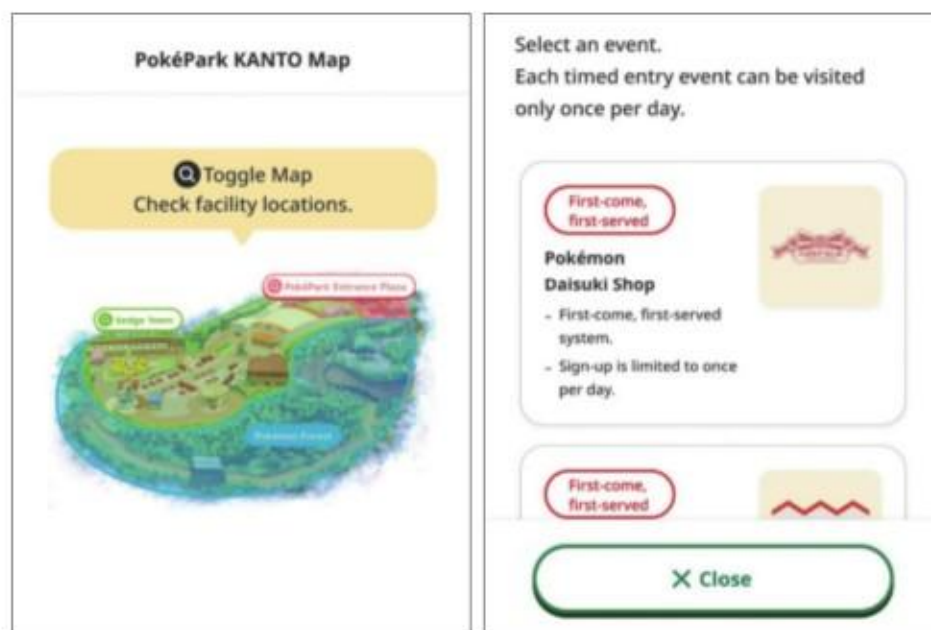 PokéPark KANTO Map
Toggle Map
Check facility locations.
PokéPark Entrance Plaza
Sedge Town
Pokémon Forest
Select an event.
Each timed entry event can be visited
only once per day.
First-come,
first-served
Pokémon
Daisuki Shop
- First-come, first-served
system.
- Sign-up is limited to once
per day.
First-come,
first-served
Close